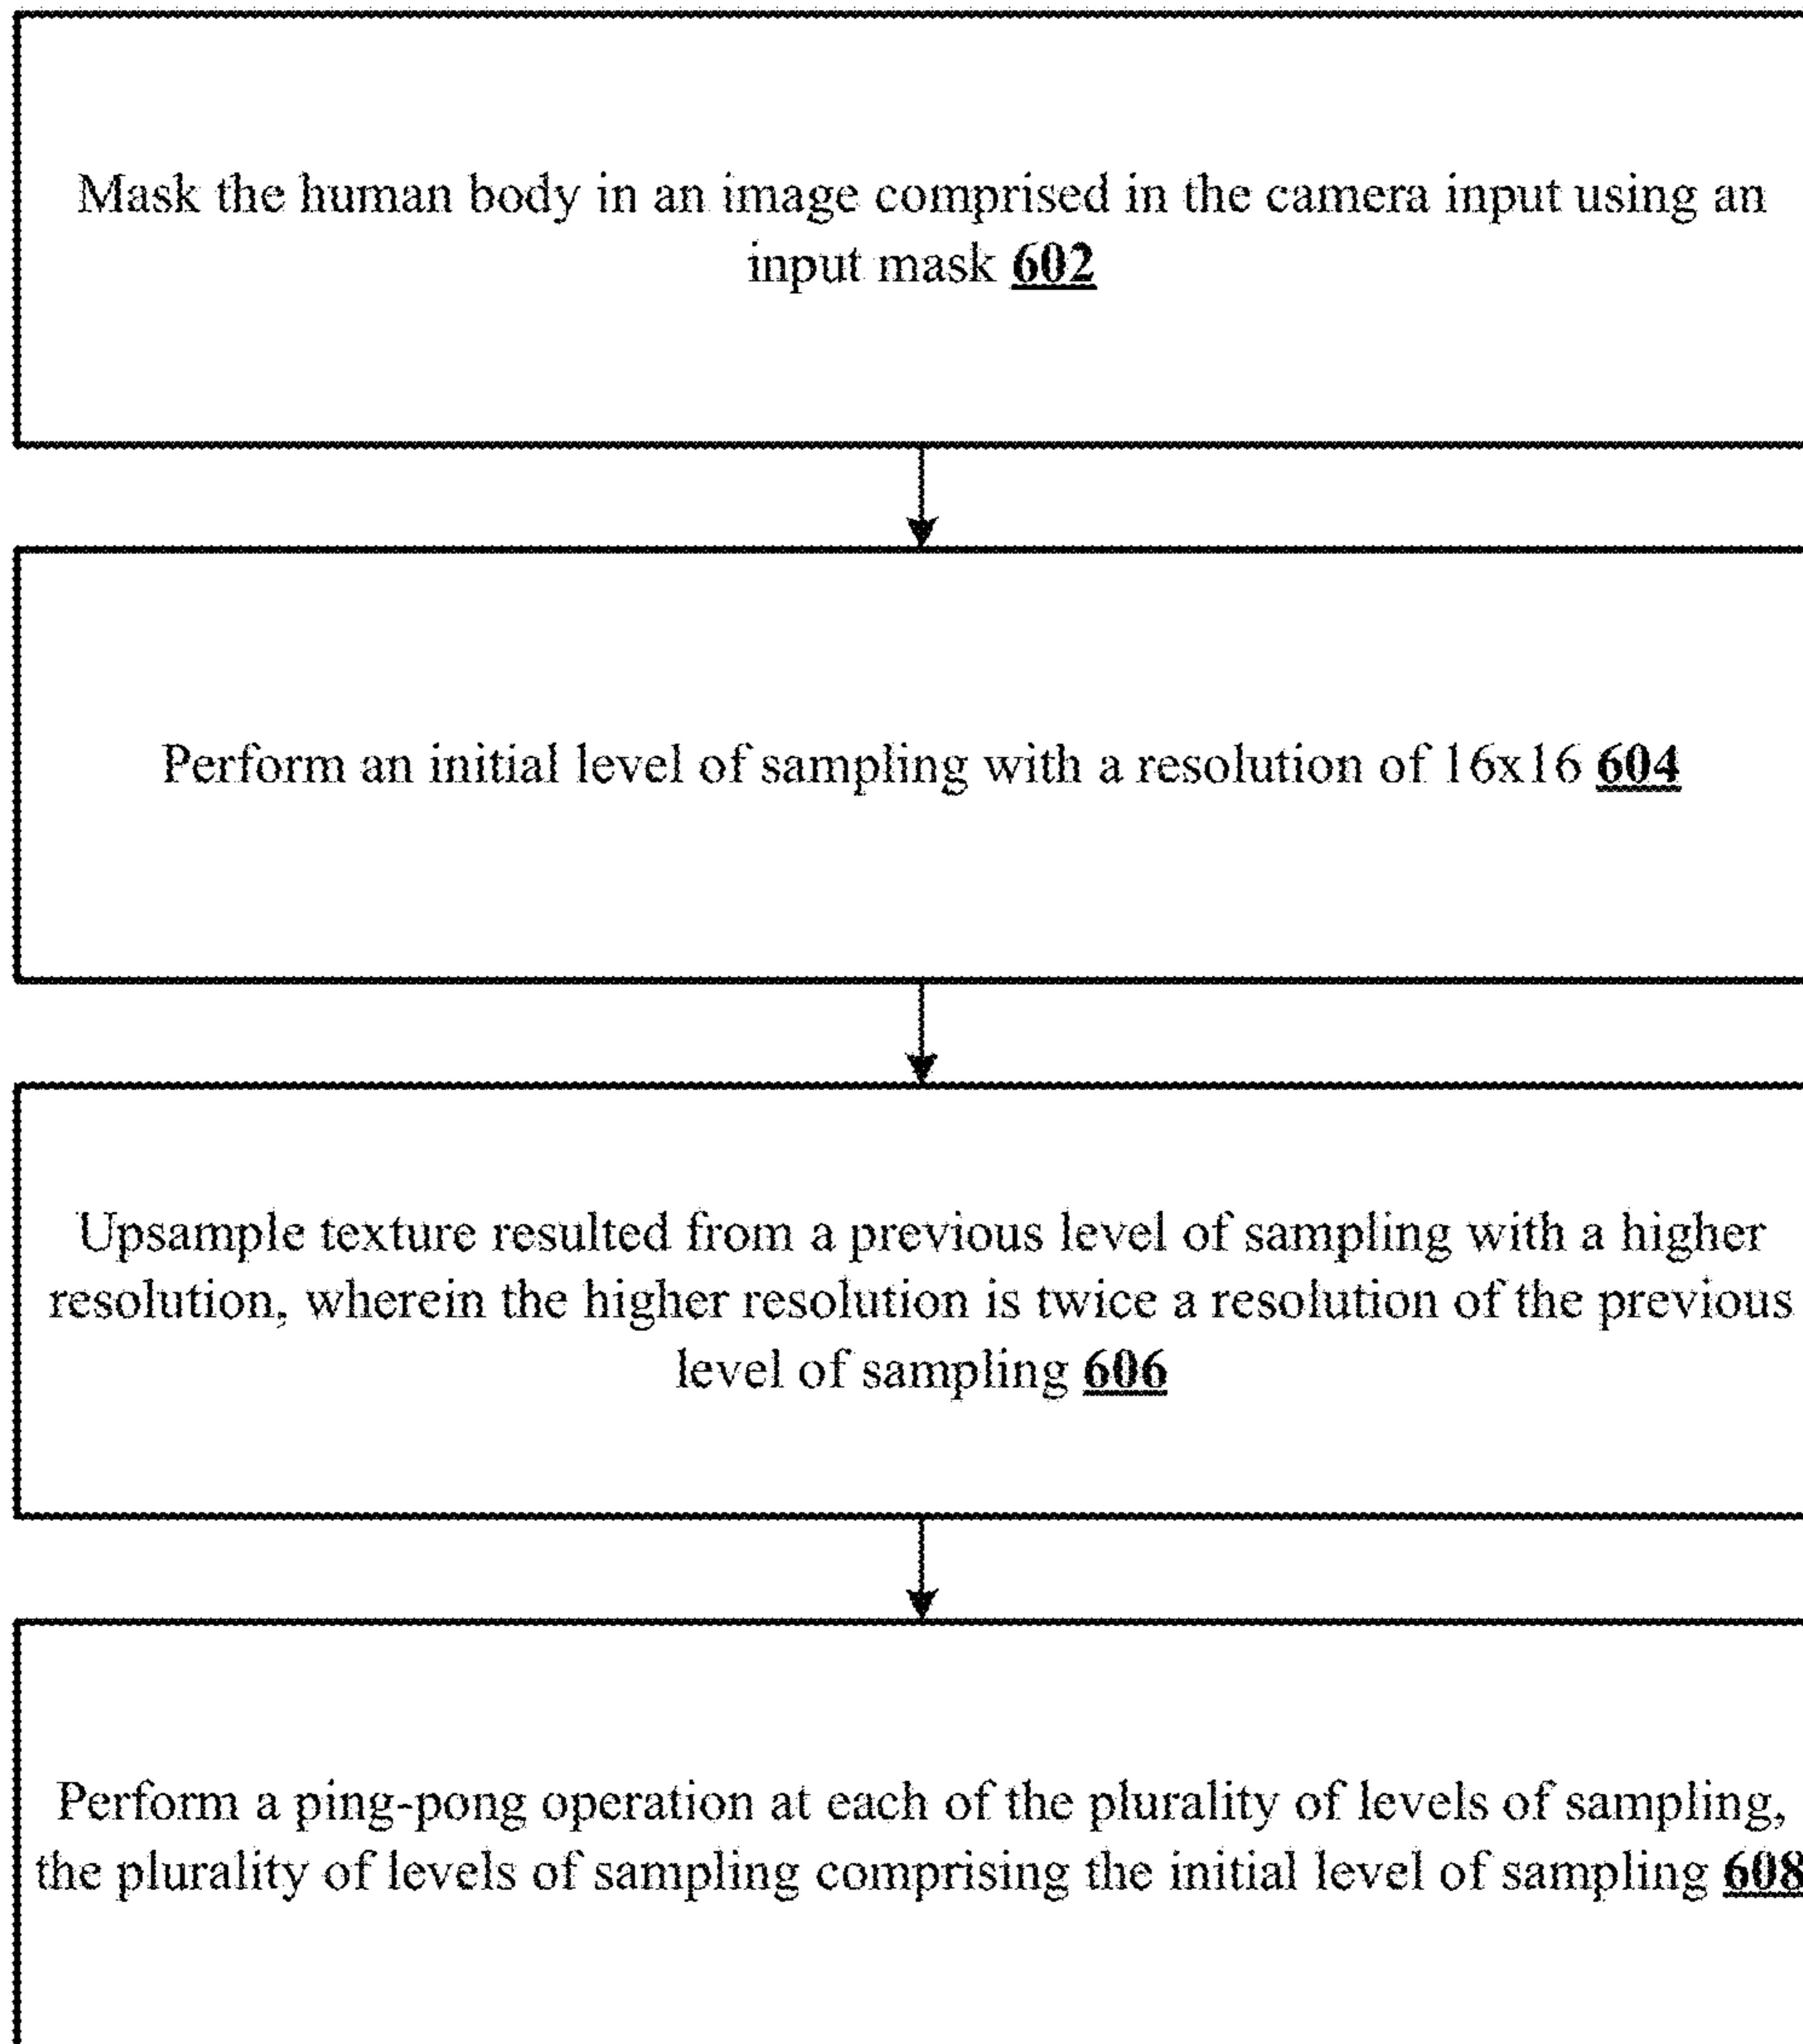 Mask the human body in an image comprised in the camera input using an
input mask 602
Perform an initial level of sampling with a resolution of 16x16 604
Upsample texture resulted from a previous level of sampling with a higher
resolution, wherein the higher resolution is twice a resolution of the previous
level of sampling 606
Perform a ping-pong operation at each of the plurality of levels of sampling,
the plurality of levels of sampling comprising the initial level of sampling 608